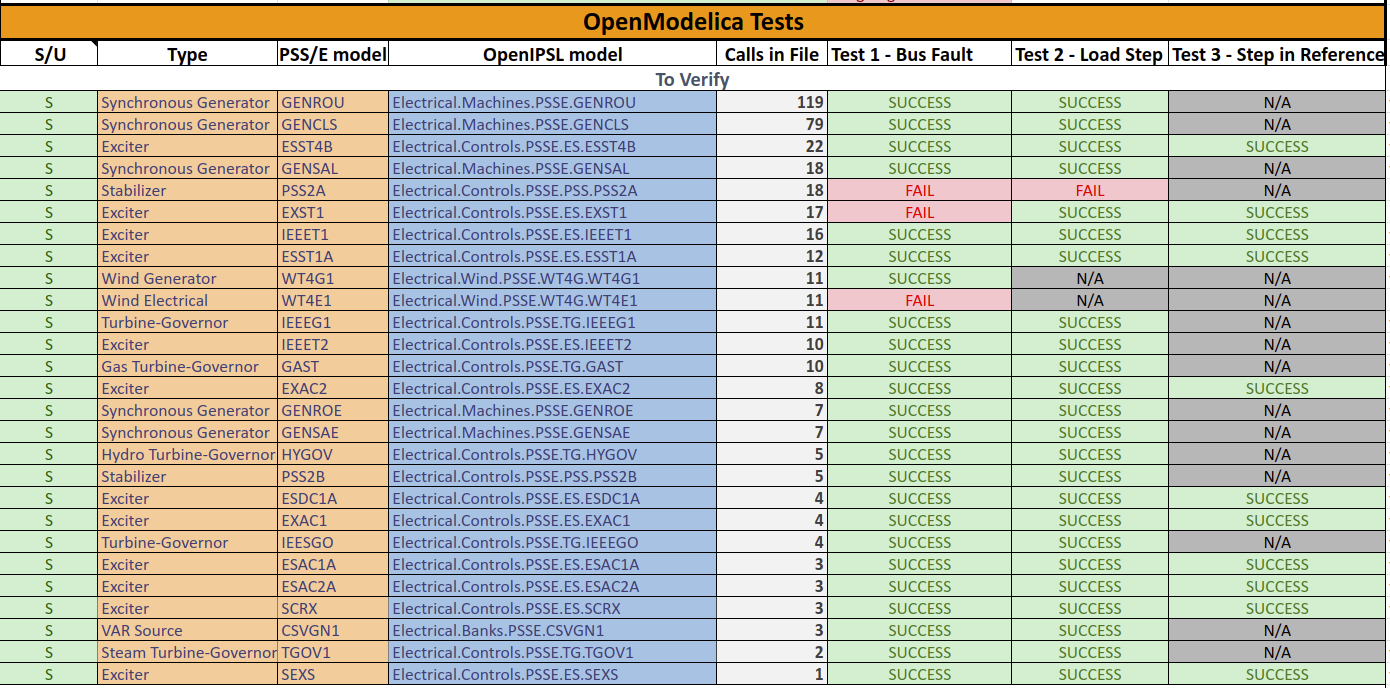 OpenModelica Tests
S/U Type PSS/E model OpenIPSL model Calls in File Test 1 - Bus Fault Test 2 - Load Step Test 3 - Step in Reference
To Verify
S Synchronous Generator GENROU Electrical.Machines.PSSE.GENROU 119 SUCCESS SUCCESS N/A
S Synchronous Generator GENCLS Electrical.Machines.PSSE.GENCLS 79 SUCCESS SUCCESS N/A
S Exciter ESST4B Electrical.Controls.PSSE.ES.ESST4B 22 SUCCESS SUCCESS SUCCESS
S Synchronous Generator GENSAL Electrical.Machines.PSSE.GENSAL 18 SUCCESS SUCCESS N/A
S Stabilizer PSS2A Electrical.Controls.PSSE.PSS.PSS2A 18 FAIL FAIL N/A
S Exciter EXST1 Electrical.Controls.PSSE.ES.EXST1 17 FAIL SUCCESS SUCCESS
S Exciter IEEET1 Electrical.Controls.PSSE.ES.IEEET1 16 SUCCESS SUCCESS SUCCESS
S Exciter ESST1A Electrical.Controls.PSSE.ES.ESST1A 12 SUCCESS SUCCESS SUCCESS
S Wind Generator WT4G1 Electrical.Wind.PSSE.WT4G.WT4G1 11 SUCCESS N/A N/A
S Wind Electrical WT4E1 Electrical.Wind.PSSE.WT4G.WT4E1 11 FAIL N/A N/A
S Turbine-Governor IEEEG1 Electrical.Controls.PSSE.TG.IEEEG1 11 SUCCESS SUCCESS N/A
S Exciter IEEET2 Electrical.Controls.PSSE.ES.IEEET2 10 SUCCESS SUCCESS N/A
S Gas Turbine-Governor GAST Electrical.Controls.PSSE.TG.GAST 10 SUCCESS SUCCESS N/A
S Exciter EXAC2 Electrical.Controls.PSSE.ES.EXAC2 8 SUCCESS SUCCESS SUCCESS
S Synchronous Generator GENROE Electrical.Machines.PSSE.GENROE 7 SUCCESS SUCCESS N/A
S Synchronous Generator GENSAE Electrical.Machines.PSSE.GENSAE 7 SUCCESS SUCCESS N/A
S Hydro Turbine-Governor HYGOV Electrical.Controls.PSSE.TG.HYGOV 5 SUCCESS SUCCESS N/A
S Stabilizer PSS2B Electrical.Controls.PSSE.PSS.PSS2B 5 SUCCESS SUCCESS N/A
S Exciter ESDC1A Electrical.Controls.PSSE.ES.ESDC1A 4 SUCCESS SUCCESS SUCCESS
S Exciter EXAC1 Electrical.Controls.PSSE.ES.EXAC1 4 SUCCESS SUCCESS SUCCESS
S Turbine-Governor IEESGO Electrical.Controls.PSSE.TG.IEEEGO 4 SUCCESS SUCCESS N/A
S Exciter ESAC1A Electrical.Controls.PSSE.ES.ESAC1A 3 SUCCESS SUCCESS SUCCESS
S Exciter ESAC2A Electrical.Controls.PSSE.ES.ESAC2A 3 SUCCESS SUCCESS SUCCESS
S Exciter SCRX Electrical.Controls.PSSE.ES.SCRX 3 SUCCESS SUCCESS SUCCESS
S VAR Source CSVGN1 Electrical.Banks.PSSE.CSVGN1 3 SUCCESS SUCCESS N/A
S Steam Turbine-Governor TGOV1 Electrical.Controls.PSSE.TG.TGOV1 2 SUCCESS SUCCESS N/A
S Exciter SEXS Electrical.Controls.PSSE.ES.SEXS 1 SUCCESS SUCCESS SUCCESS